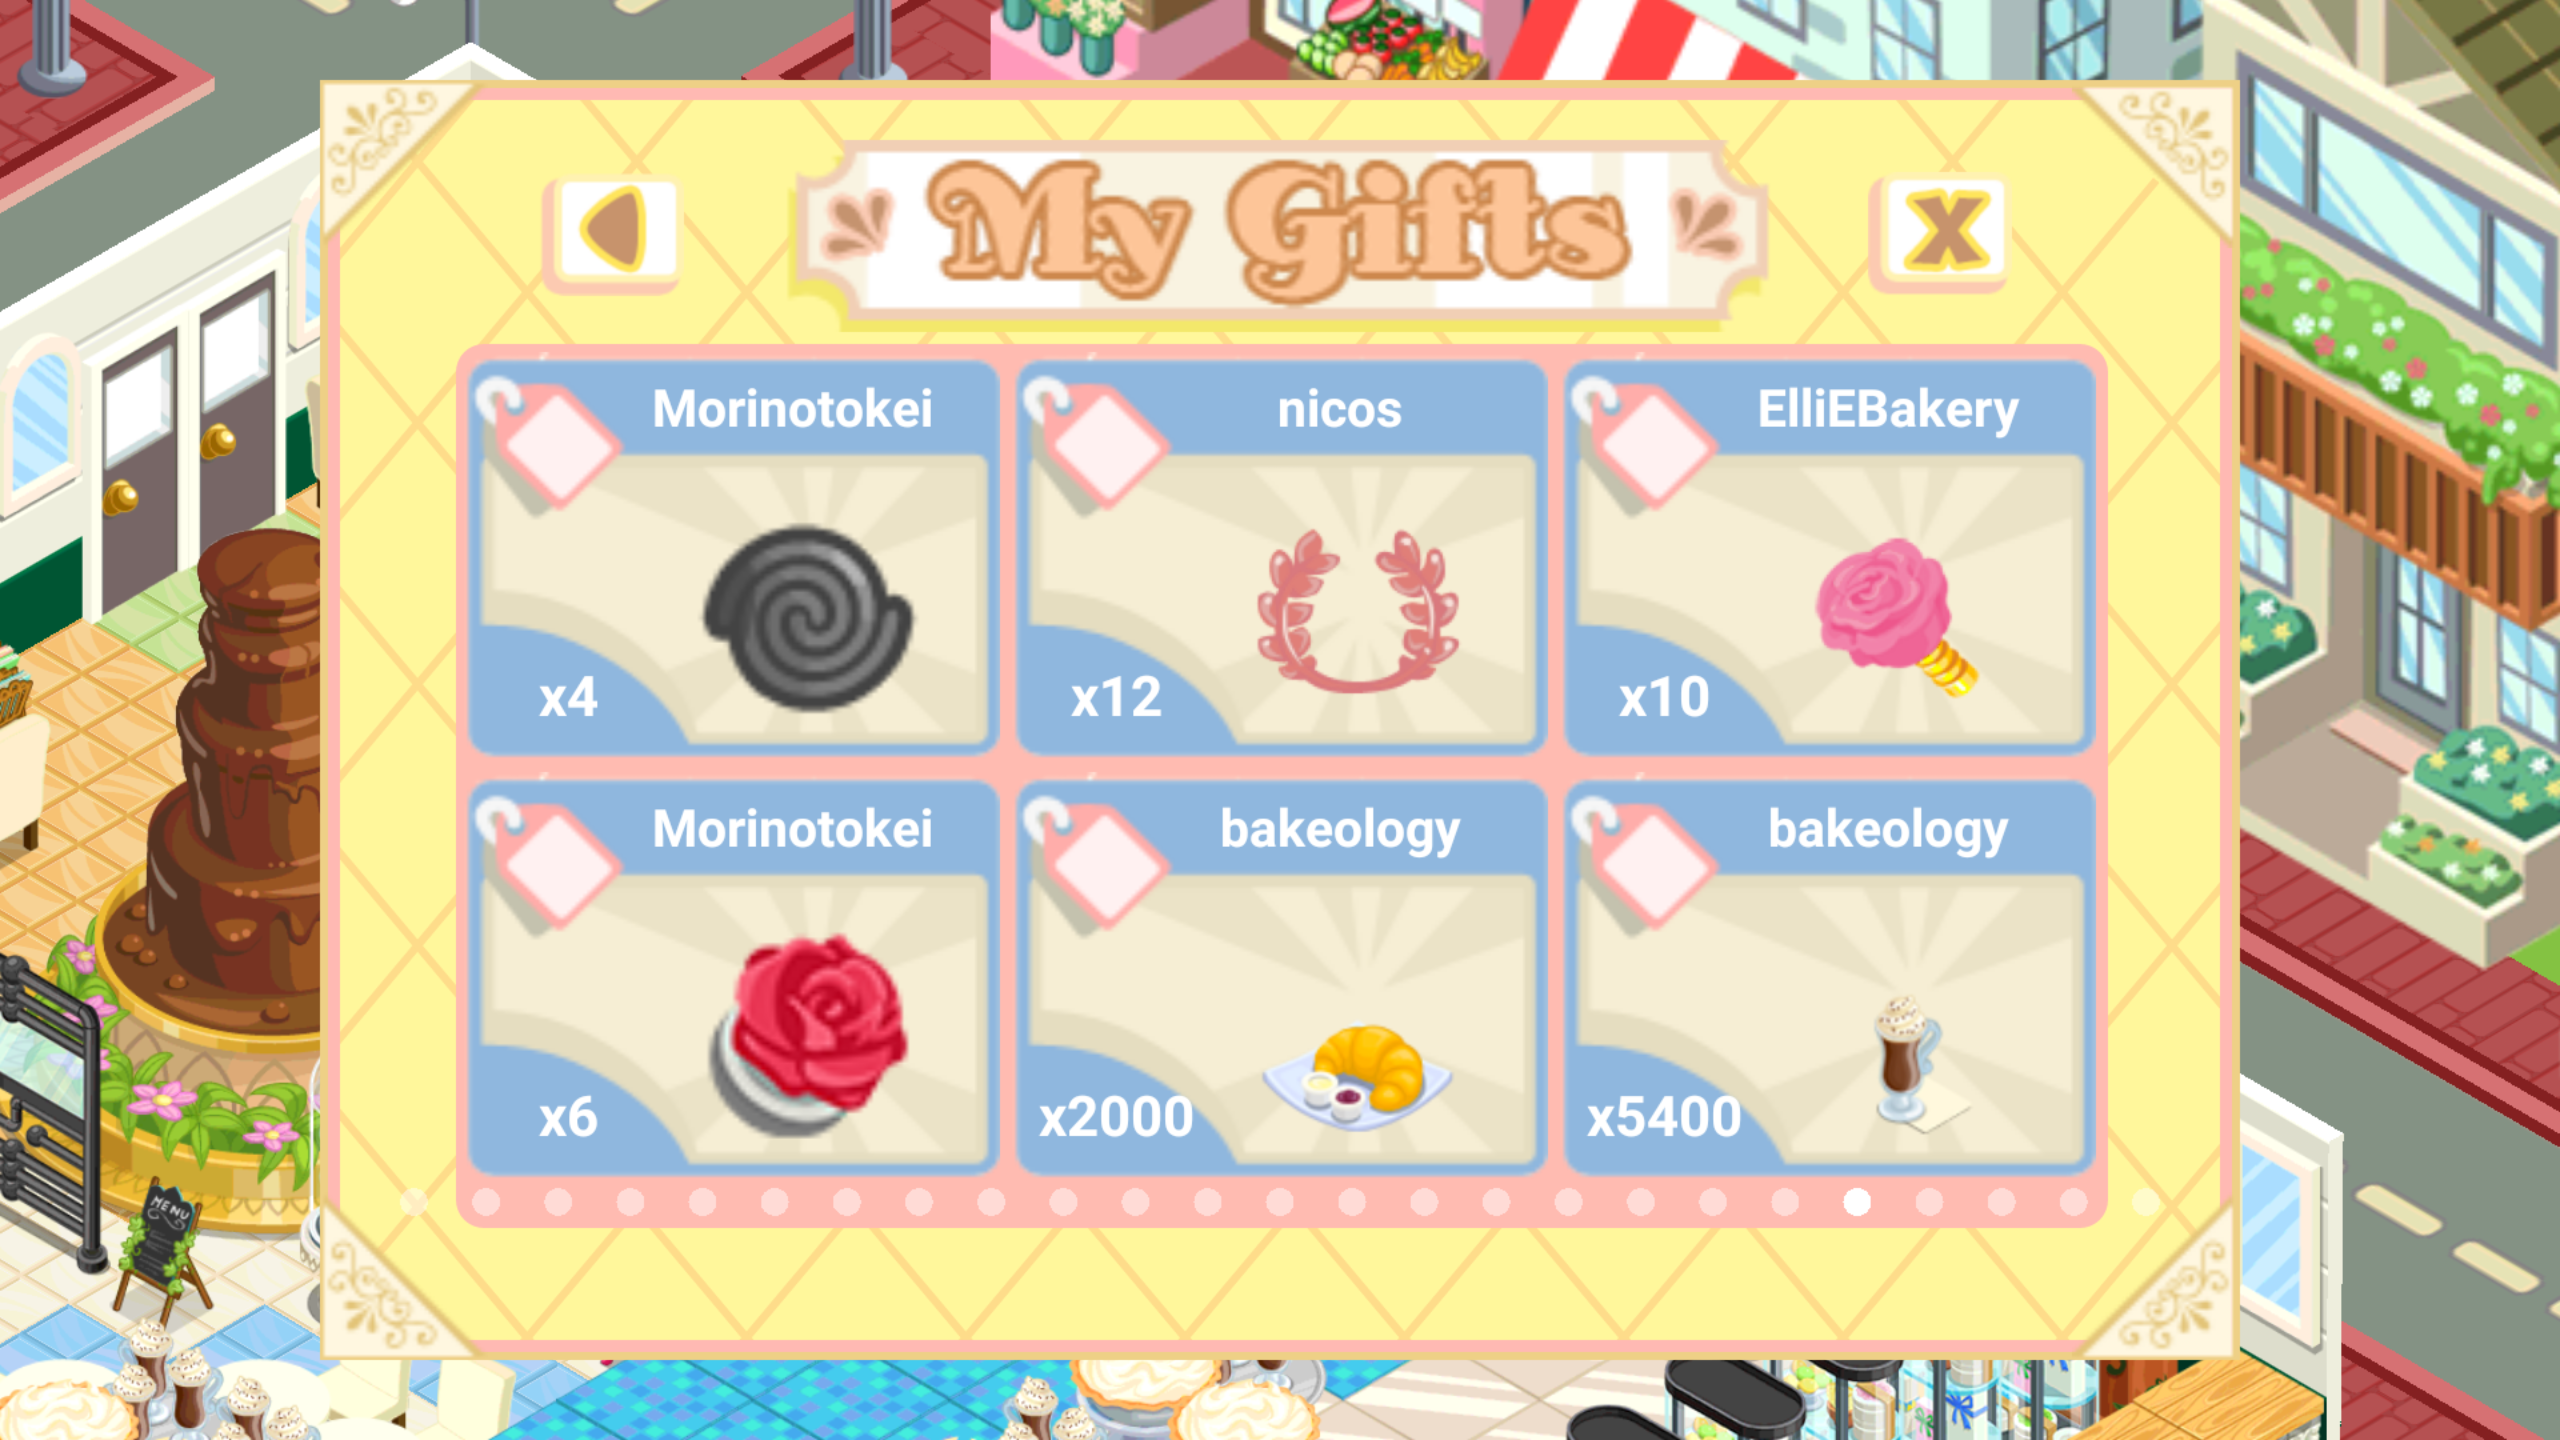 My Gifts
X
Morinotokei
x4
nicos
x12
ElliEBakery
x10
Morinotokei
x6
bakeology
x2000
bakeology
x5400
MENU